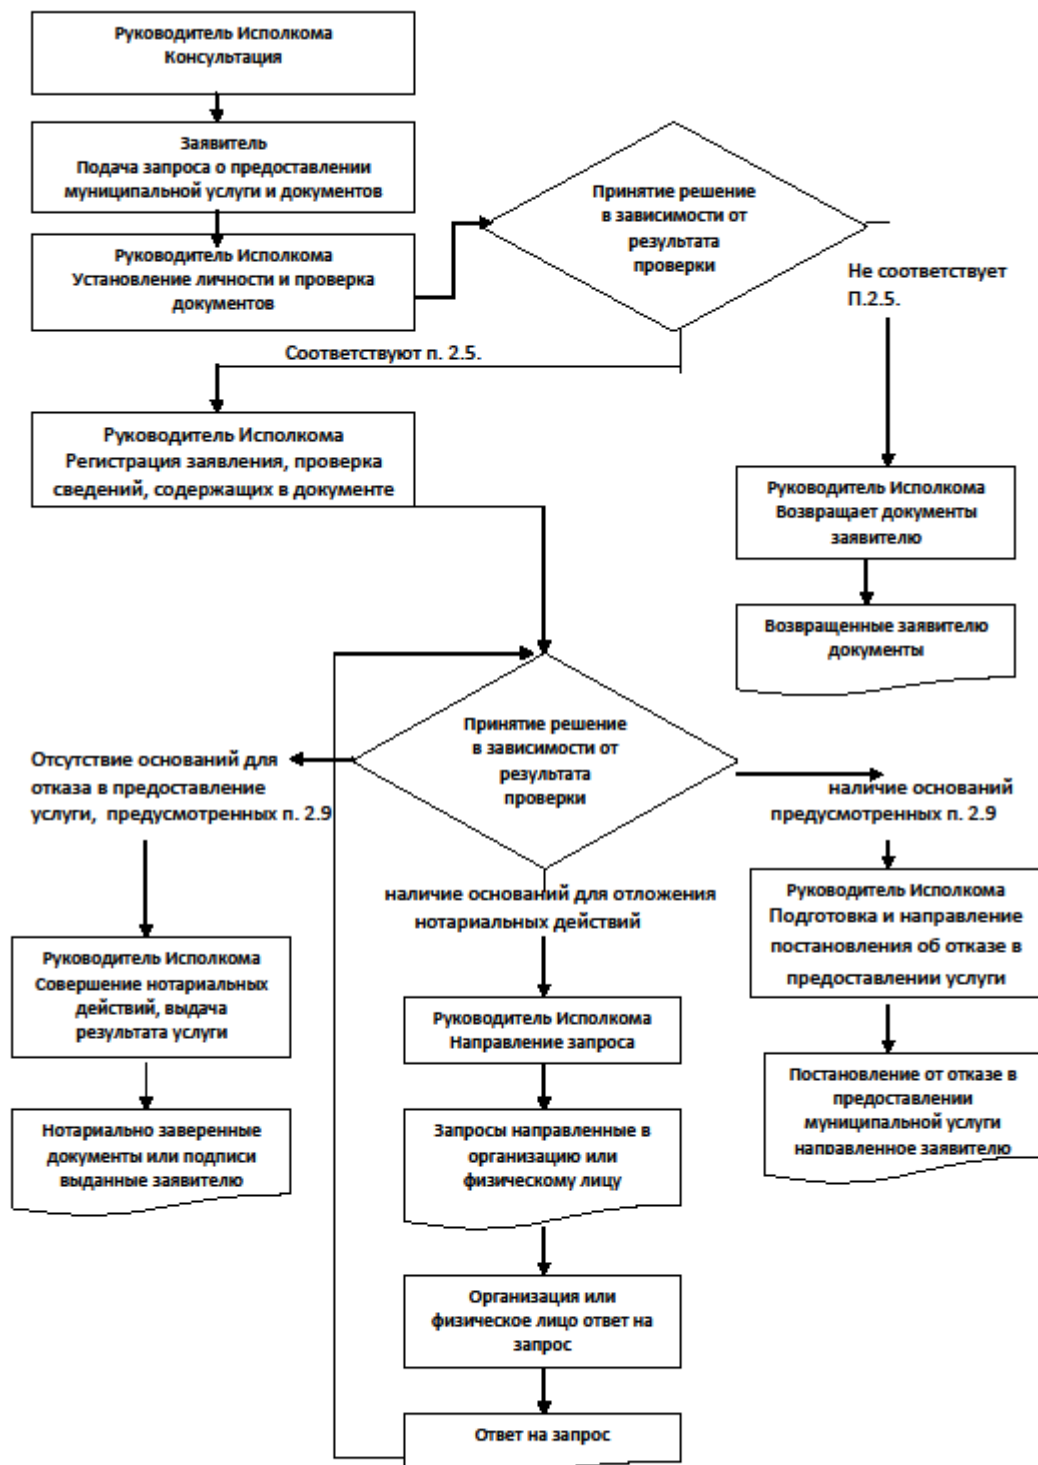 Руководитель Исполкома
Консультация
Заявитель
Подача запроса о предоставлении
муниципальной услуги и документов
Руководитель Исполкома
Установление личности и проверка
документов
Принятие решение
в зависимости от
результата
проверки
Не соответствует
П.2.5.
Соответствуют п. 2.5.
Руководитель Исполкома
Регистрация заявления, проверка
сведений, содержащих в документе
Руководитель Исполкома
Возвращает документы
заявителю
Возвращенные заявителю
документы
Принятие решение
в зависимости от
результата
проверки
Отсутствие оснований для
отказа в предоставление
услуги, предусмотренных п. 2.9
наличие оснований
предусмотренных п. 2.9
наличие оснований для отложения
нотариальных действий
Руководитель Исполкома
Подготовка и направление
постановления об отказе в
предоставлении услуги
Руководитель Исполкома
Совершение нотариальных
действий, выдача
результата услуги
Руководитель Исполкома
Направление запроса
Постановление от отказе в
предоставлении
муниципальной услуги
направленное заявителю
Нотариально заверенные
документы или подписи
выданные заявителю
Запросы направленные в
организацию или
физическому лицу
Организация или
физическое лицо ответ на
запрос
Ответ на запрос